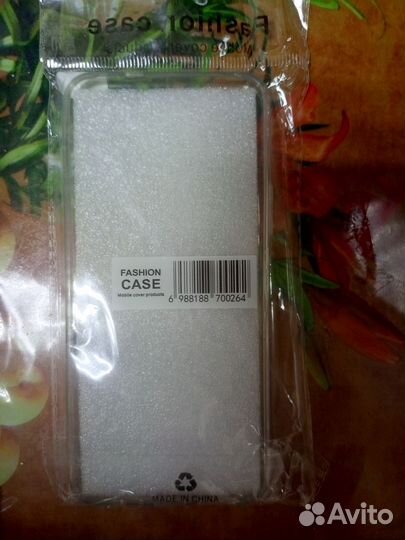 Fashion case
FASHION
CASE
Mobile cover products
6 988188 700264
MADE IN CHINA
Avito